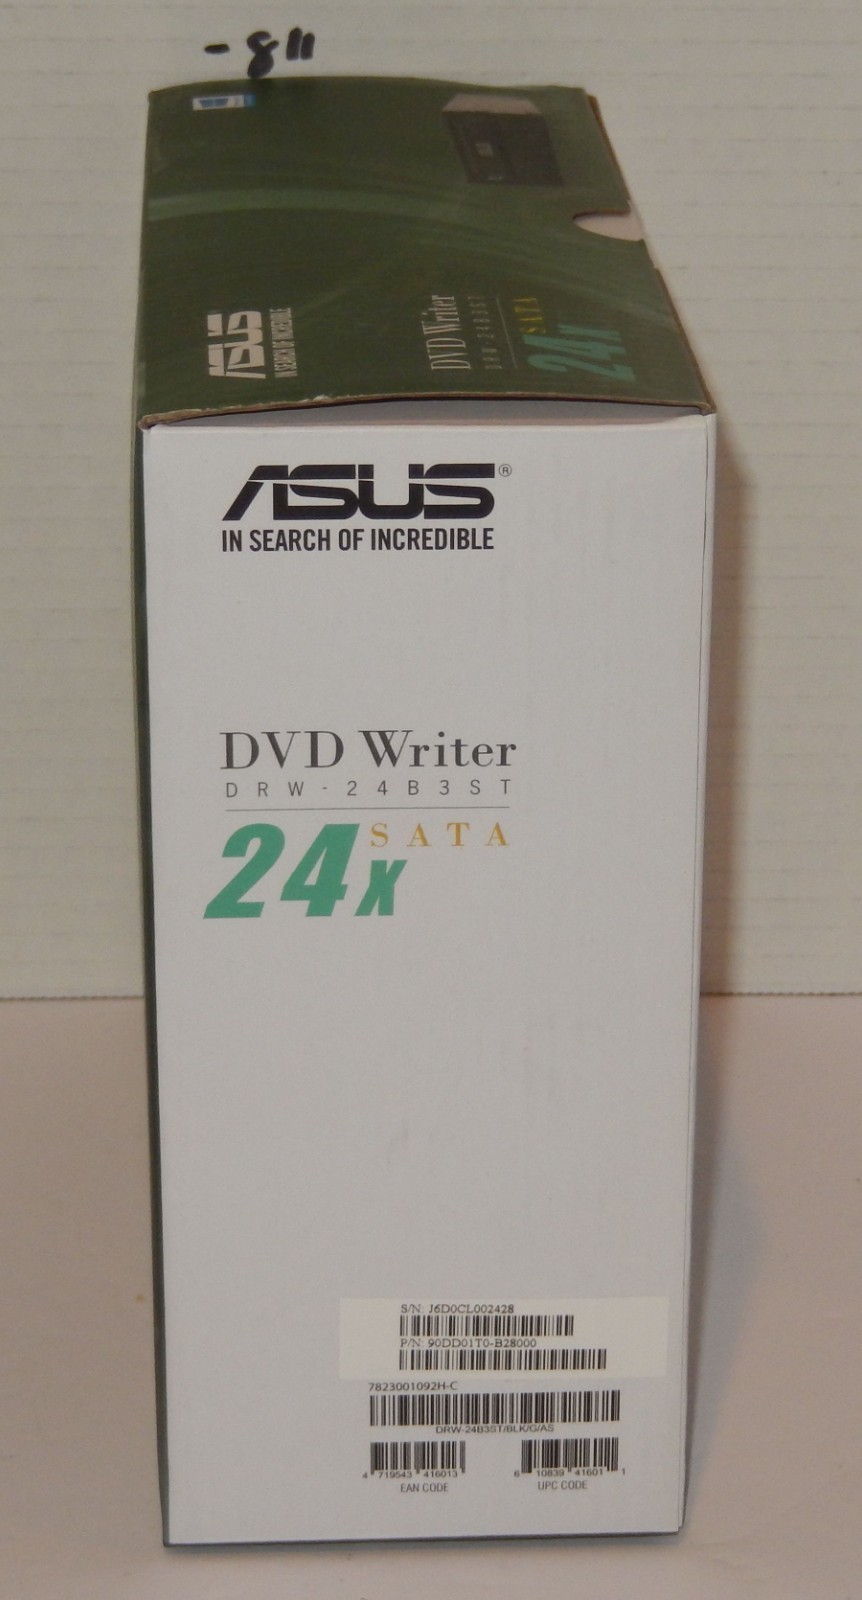 - 811
ASUS
IN SEARCH OF INCREDIBLE
DVD Writer
DRW-24B3ST
SATA
24x
ASUS®
IN SEARCH OF INCREDIBLE
DVD Writer
DRW-24B3ST
SATA
24x
S/N: J6D0CL002428
P/N: 90DD01T0-B28000
7823001092H-C
DRW-24B3ST/BLK/G/AS
4 719543 416013
EAN CODE
6 10839 41601 1
UPC CODE